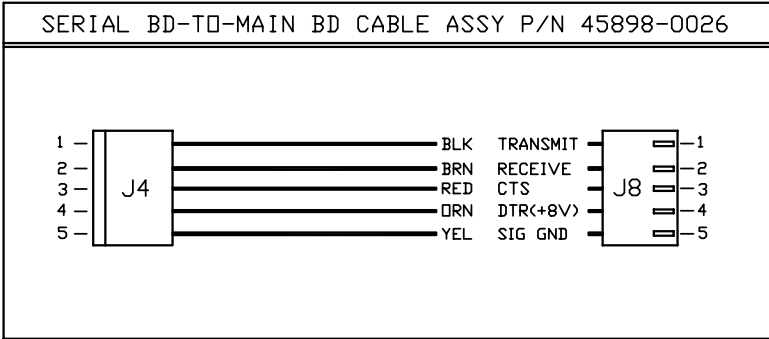 SERIAL BD-TO-MAIN BD CABLE ASSY P/N 45898-0026
1 BLK TRANSMIT 1
2 BRN RECEIVE 2
3 J4 RED CTS J8 3
4 ORN DTR(+8V) 4
5 YEL SIG GND 5